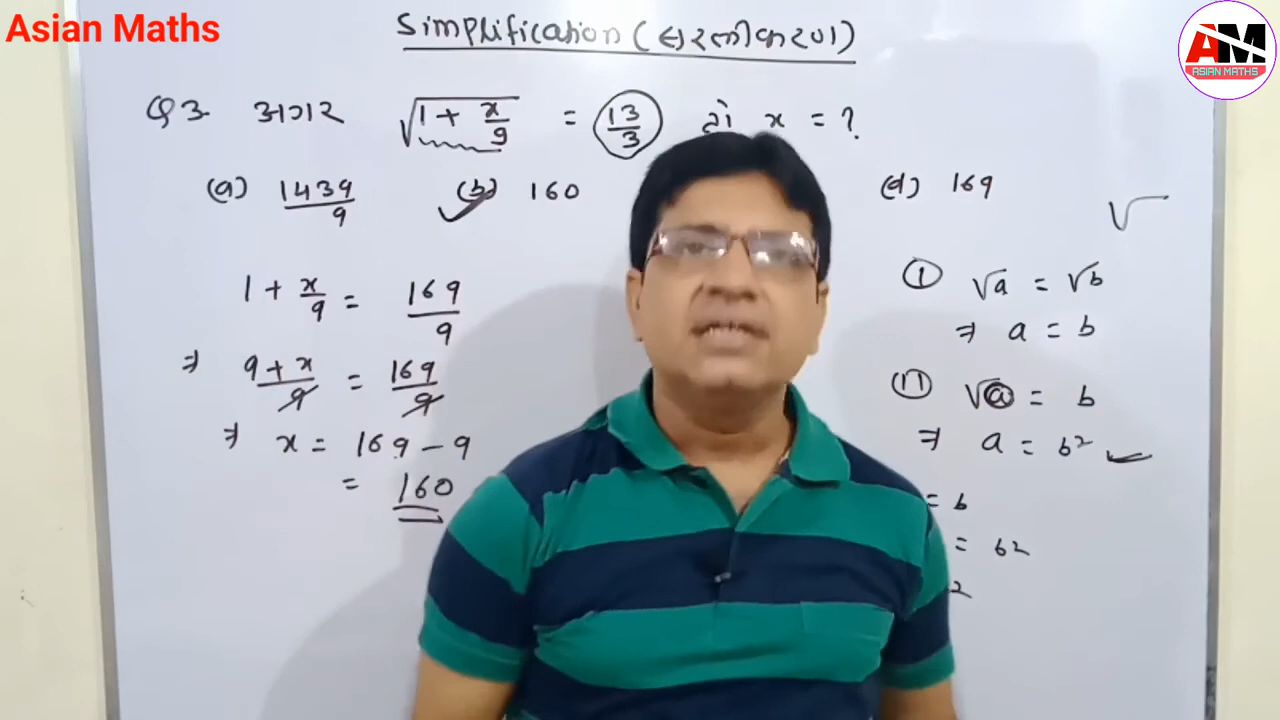 Asian Maths
Simplification (सरलीकरण)
AM
ASIAN MATHS
Q3. अगर √(1 + x/9) = 13/3 तो x = ?
(a) 1439/9 (b) 160 (d) 169
√
1 + x/9 = 169/9
⇒ (9 + x)/9 = 169/9
⇒ x = 169 - 9
= 160
(I) √a = √b
⇒ a = b
(II) √a = b
⇒ a = b²
= b
= b²
2